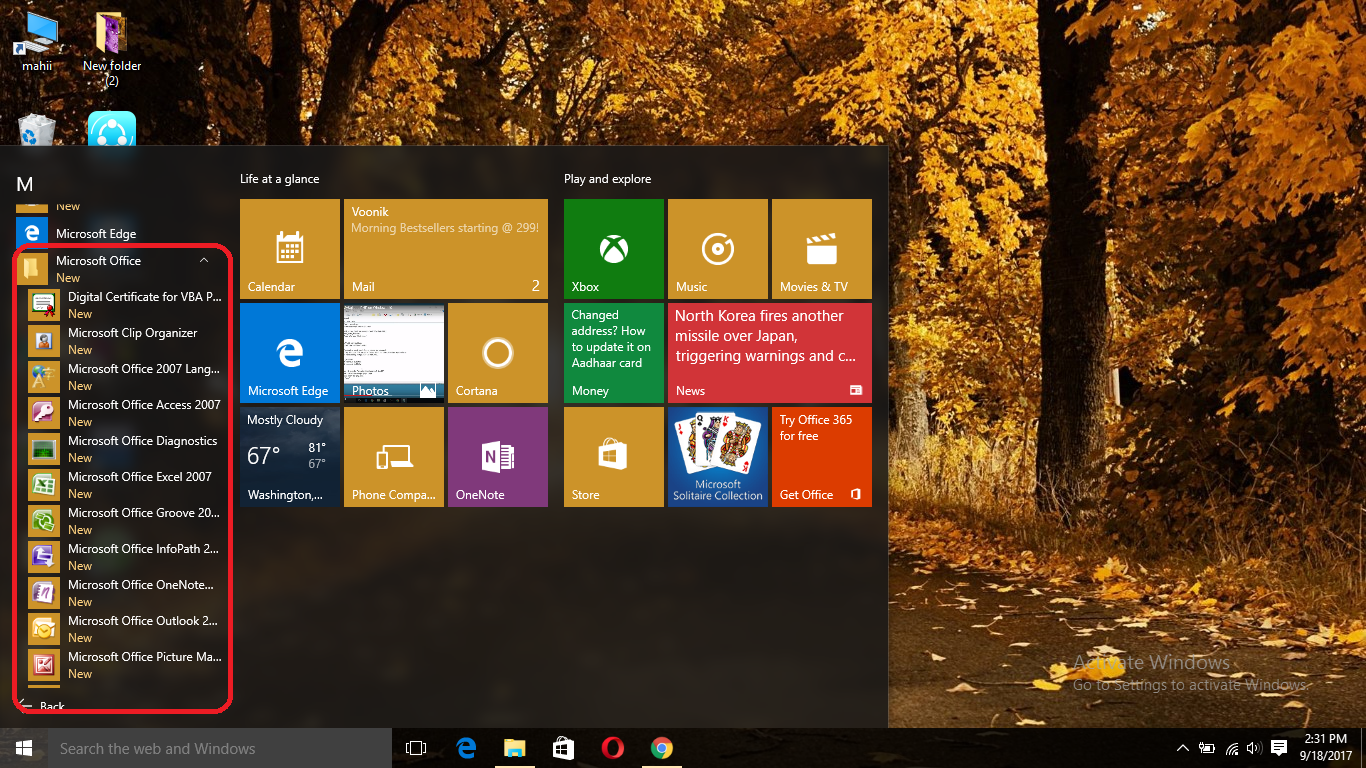 mahii
New folder
(2)
M
New
Microsoft Edge
Microsoft Office
New
Digital Certificate for VBA P...
New
Microsoft Clip Organizer
New
Microsoft Office 2007 Lang...
New
Microsoft Office Access 2007
New
Microsoft Office Diagnostics
New
Microsoft Office Excel 2007
New
Microsoft Office Groove 20...
New
Microsoft Office InfoPath 2...
New
Microsoft Office OneNote...
New
Microsoft Office Outlook 2...
New
Microsoft Office Picture Ma...
New
Back
Life at a glance
Calendar
Voonik
Morning Bestsellers starting @ 299!
Mail
2
Microsoft Edge
Photos
Cortana
Mostly Cloudy
67°
81°
67°
Washington,...
Phone Compa...
OneNote
Play and explore
Xbox
Music
Movies & TV
Changed
address? How
to update it on
Aadhaar card
Money
North Korea fires another
missile over Japan,
triggering warnings and c...
News
Store
Microsoft
Solitaire Collection
Try Office 365
for free
Get Office
Activate Windows
Go to Settings to activate Windows.
Search the web and Windows
2:31 PM
9/18/2017